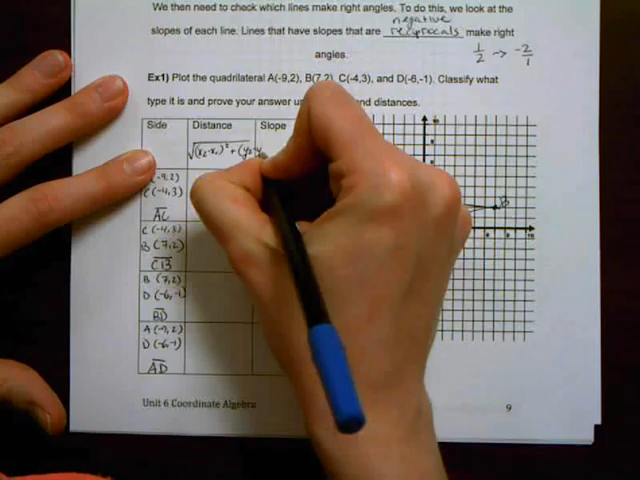 We then need to check which lines make right angles. To do this, we look at the
negative
slopes of each line. Lines that have slopes that are reciprocals make right
angles.
1/2 → -2/1
Ex1) Plot the quadrilateral A(-9,2), B(7,2), C(-4,3), and D(-6,-1). Classify what
type it is and prove your answer and distances.
Side Distance Slope
√(x₂-x₁)² + (y₂-y
(-9,2)
C(-4,3)
AC
C(-4,3)
B(7,2)
CB
B(7,2)
D(-6,-1)
BD
A(-9,2)
D(-6,-1)
AD
B
Unit 6 Coordinate Algebra
9